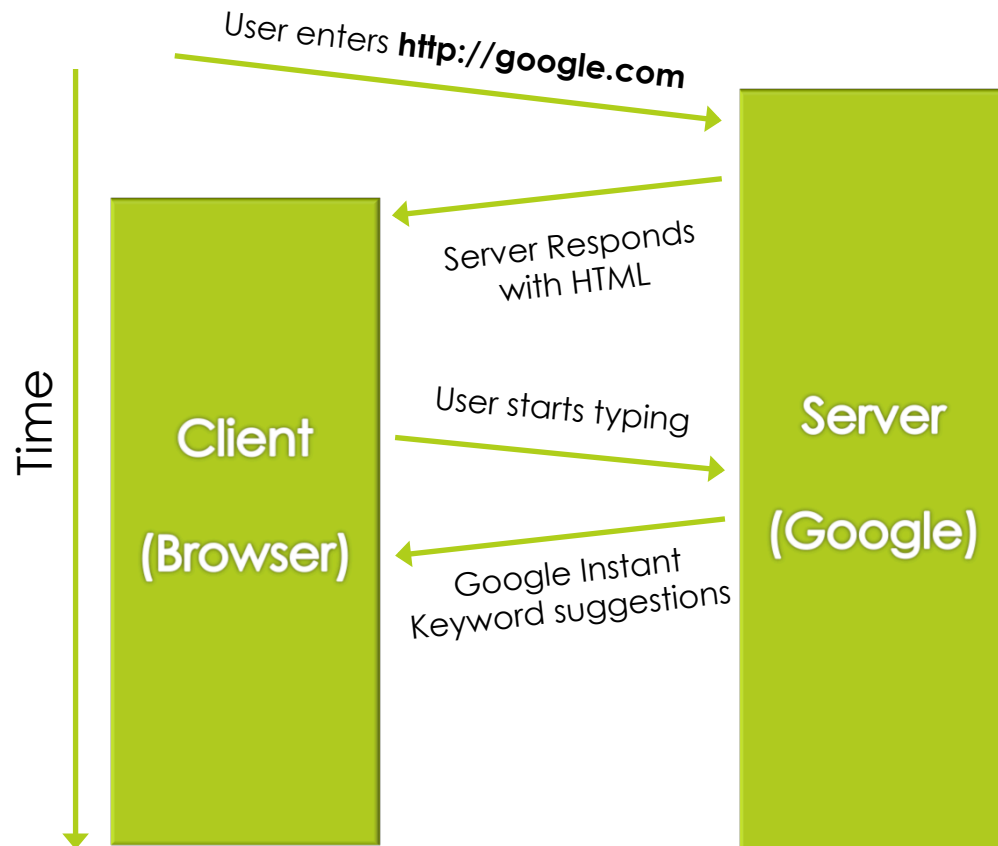 User enters http://google.com
Server Responds
with HTML
Time
User starts typing
Client
(Browser)
Server
(Google)
Google Instant
Keyword suggestions